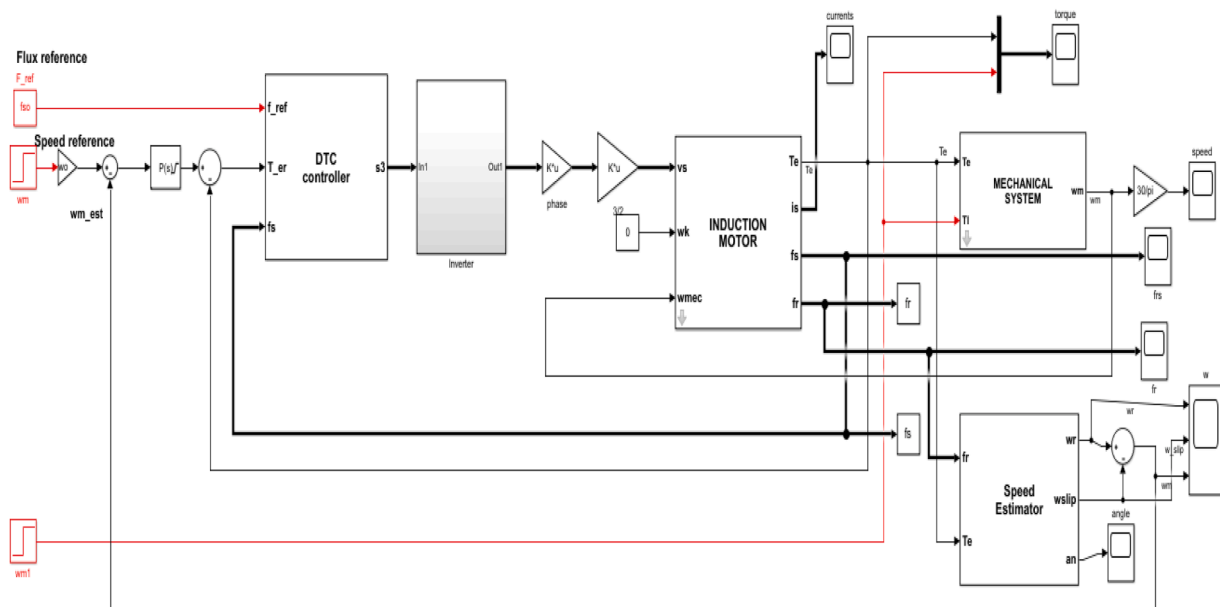 currents
torque
Flux reference
F_ref
fso
f_ref
Speed reference
wo
wm
P(s)
T_er
DTC
controller
s3
fs
wm_est
In1
Out1
Inverter
K*u
phase
K*u
3/2
0
vs
wk
wmec
INDUCTION
MOTOR
Te
Te
is
fs
fr
Te
Te
Tl
MECHANICAL
SYSTEM
wm
wm
30/pi
speed
frs
fr
fr
fs
w
wr
wr
w_slip
wm
fr
Speed
Estimator
wslip
Te
an
angle
wm1